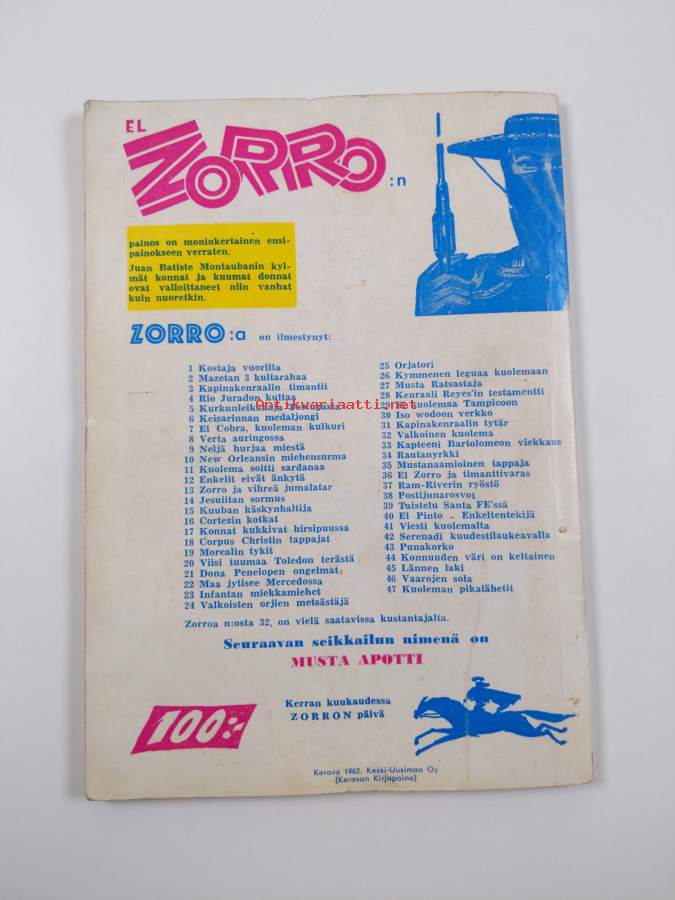 EL
ZORRO:n
painos on moninkertainen ensi-
painokseen verraten.
Juan Batiste Montaubanin kyl-
mät konnat ja kuumat donnat
ovat valloittaneet niin vanhat
kuin nuoretkin.
ZORRO:a on ilmestynyt:
1 Kostaja vuorilta
2 Mazetan 3 kultarahaa
3 Kapinakenraalin timantit
4 Rio Juradon kultaa
5 Kurkunleikkaaja
6 Keisarinnan medaljongi
7 El Cobra, kuoleman kulkuri
8 Verta auringossa
9 Neljä hurjaa miestä
10 New Orleansin miehensurma
11 Kuolema soitti sardanaa
12 Enkelit eivät änkytä
13 Zorro ja vihreä jumalatar
14 Jesuiitan sormus
15 Kuuban käskynhaltija
16 Cortezin kotkat
17 Konnat kukkivat hirsipuussa
18 Corpus Christin tappajat
19 Morealin tykit
20 Viisi tuumaa Toledon terästä
21 Dona Penelopen ongelmat
22 Maa jytisee Mercedossa
23 Infantan miekkamiehet
24 Valkoisten orjien metsästäjä
25 Orjatori
26 Kymmenen leguaa kuolemaan
27 Musta Ratsastaja
28 Kenraali Reyes'in testamentti
29 Kuolemaa Tampicoon
30 Iso wodoon verkko
31 Kapinakenraalin tytär
32 Valkoinen kuolema
33 Kapteeni Bartolomeon viekkaus
34 Rautanyrkki
35 Mustanaamioinen tappaja
36 El Zorro ja timanttivaras
37 Ram-Riverin ryöstö
38 Postijunarosvot
39 Tuistelu Santa FE'ssä
40 El Pinto - Enkeltentekijä
41 Viesti kuolemalta
42 Serenadi kuudestilaukeavalla
43 Punakorko
44 Konnuuden väri on keltainen
45 Lännen laki
46 Vaarojen sola
47 Kuoleman pikalähetit
Antikvariaatti.net
Zorroa n:osta 32, on vielä saatavissa kustantajalta.
Seuraavan seikkailun nimenä on
MUSTA APOTTI
100:-
Kerran kuukaudessa
ZORRON päivä
Kerava 1962. Keski-Uusimaa Oy
(Keravan Kirjapaino)